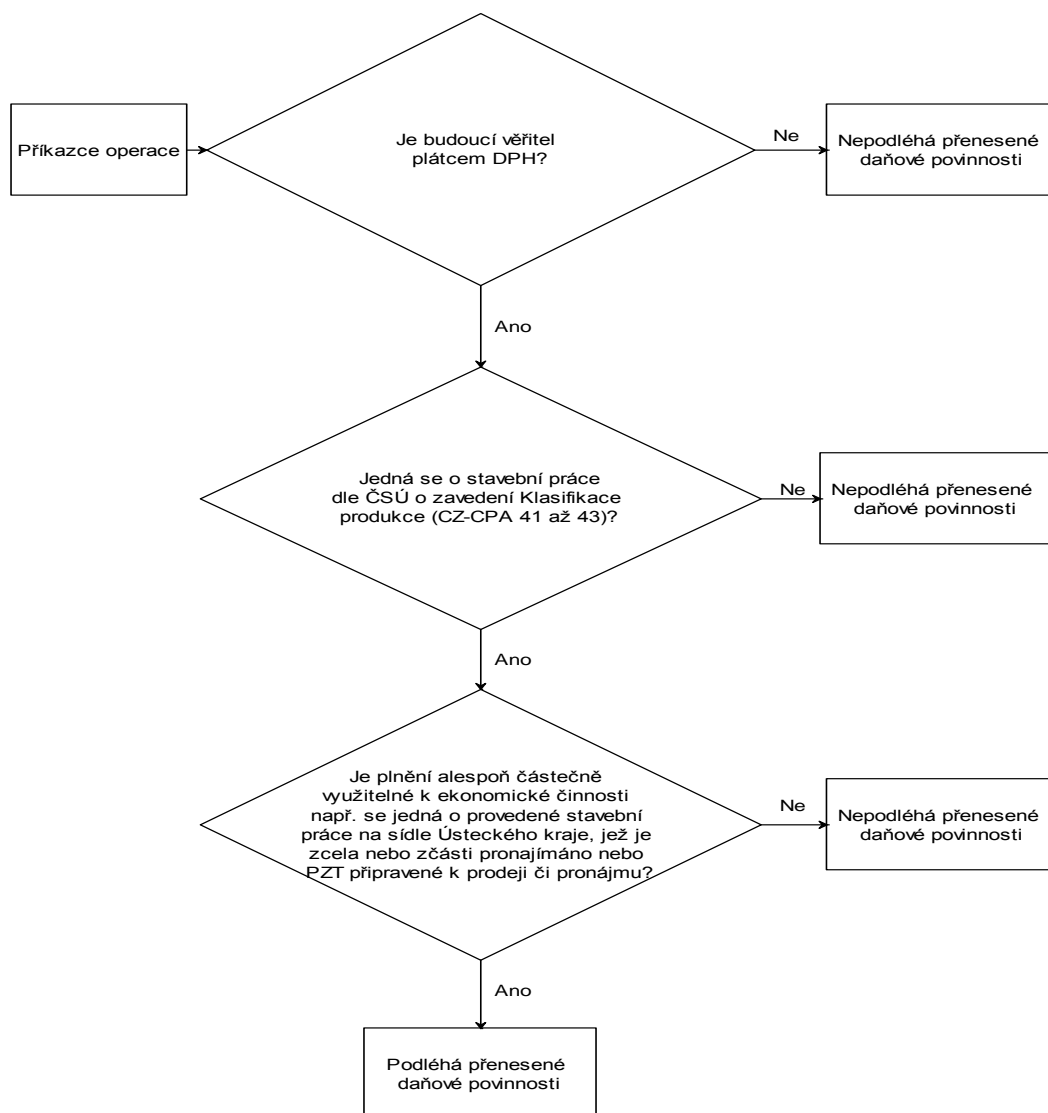 Příkazce operace
Je budoucí věřitel
plátcem DPH?
Ne
Nepodléhá přenesené
daňové povinnosti
Ano
Jedná se o stavební práce
dle ČSÚ o zavedení Klasifikace
produkce (CZ-CPA 41 až 43)?
Ne
Nepodléhá přenesené
daňové povinnosti
Ano
Je plnění alespoň částečně
využitelné k ekonomické činnosti
např. se jedná o provedené stavební
práce na sídle Ústeckého kraje, jež je
zcela nebo zčásti pronajímáno nebo
PZT připravené k prodeji či pronájmu?
Ne
Nepodléhá přenesené
daňové povinnosti
Ano
Podléhá přenesené
daňové povinnosti